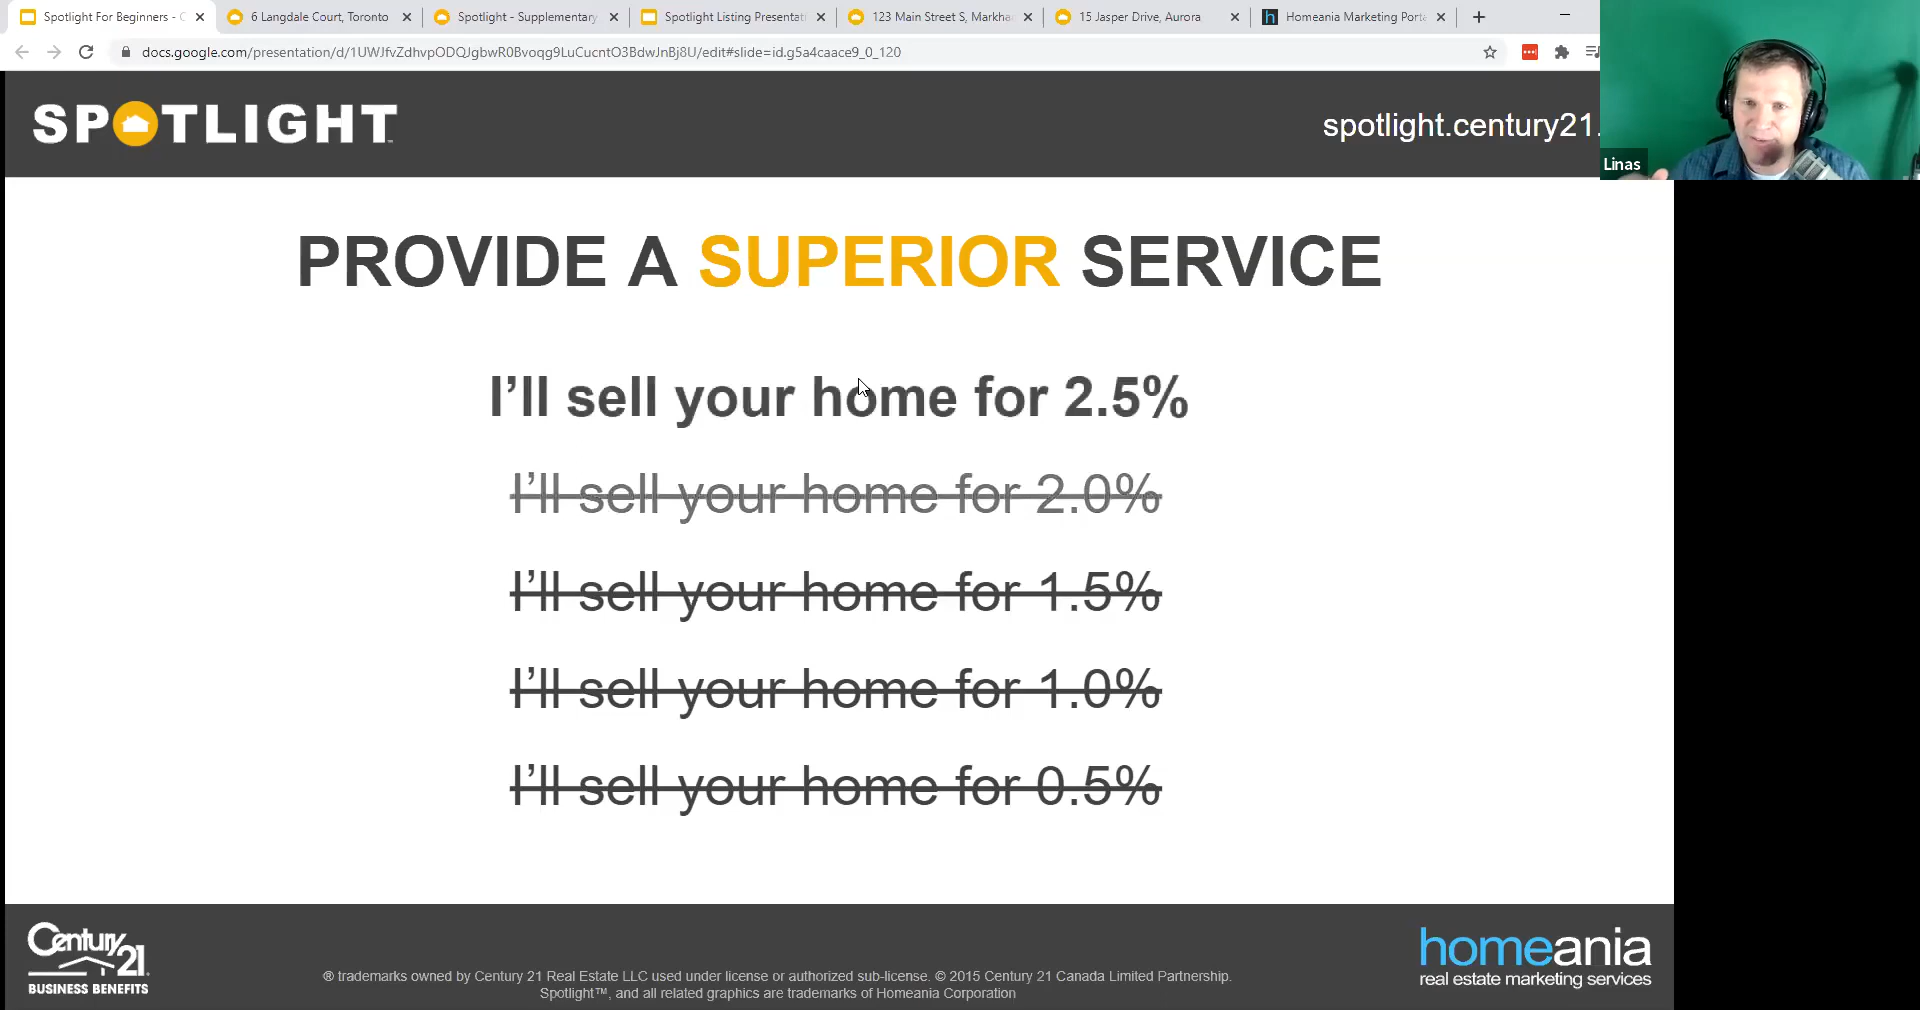 Spotlight For Beginners - C
6 Langdale Court, Toronto
Spotlight - Supplementary
Spotlight Listing Presentati
123 Main Street S, Markha
15 Jasper Drive, Aurora
Homeania Marketing Porta
docs.google.com/presentation/d/1UWJfvZdhvpODQJgbwR0Bvoqg9LuCucntO3BdwJnBj8U/edit#slide=id.g5a4caace9_0_120
SPOTLIGHT
spotlight.century21.
Linas
PROVIDE A SUPERIOR SERVICE
I’ll sell your home for 2.5%
I’ll sell your home for 2.0%
I’ll sell your home for 1.5%
I’ll sell your home for 1.0%
I’ll sell your home for 0.5%
Century 21
BUSINESS BENEFITS
® trademarks owned by Century 21 Real Estate LLC used under license or authorized sub-license. © 2015 Century 21 Canada Limited Partnership.
Spotlight™, and all related graphics are trademarks of Homeania Corporation
homeania
real estate marketing services